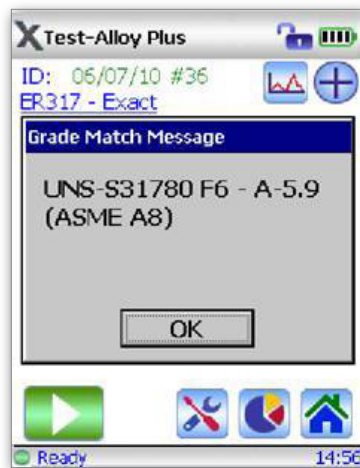 X Test-Alloy Plus
ID: 06/07/10 #36
ER317 - Exact
Grade Match Message
UNS-S31780 F6 - A-5.9
(ASME A8)
OK
Ready 14:56